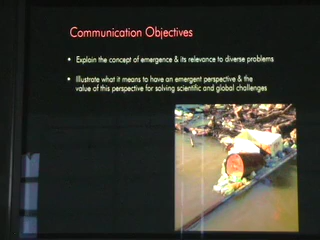 Communication Objectives
• Explain the concept of emergence & its relevance to diverse problems
• Illustrate what it means to have an emergent perspective & the
value of this perspective for solving scientific and global challenges